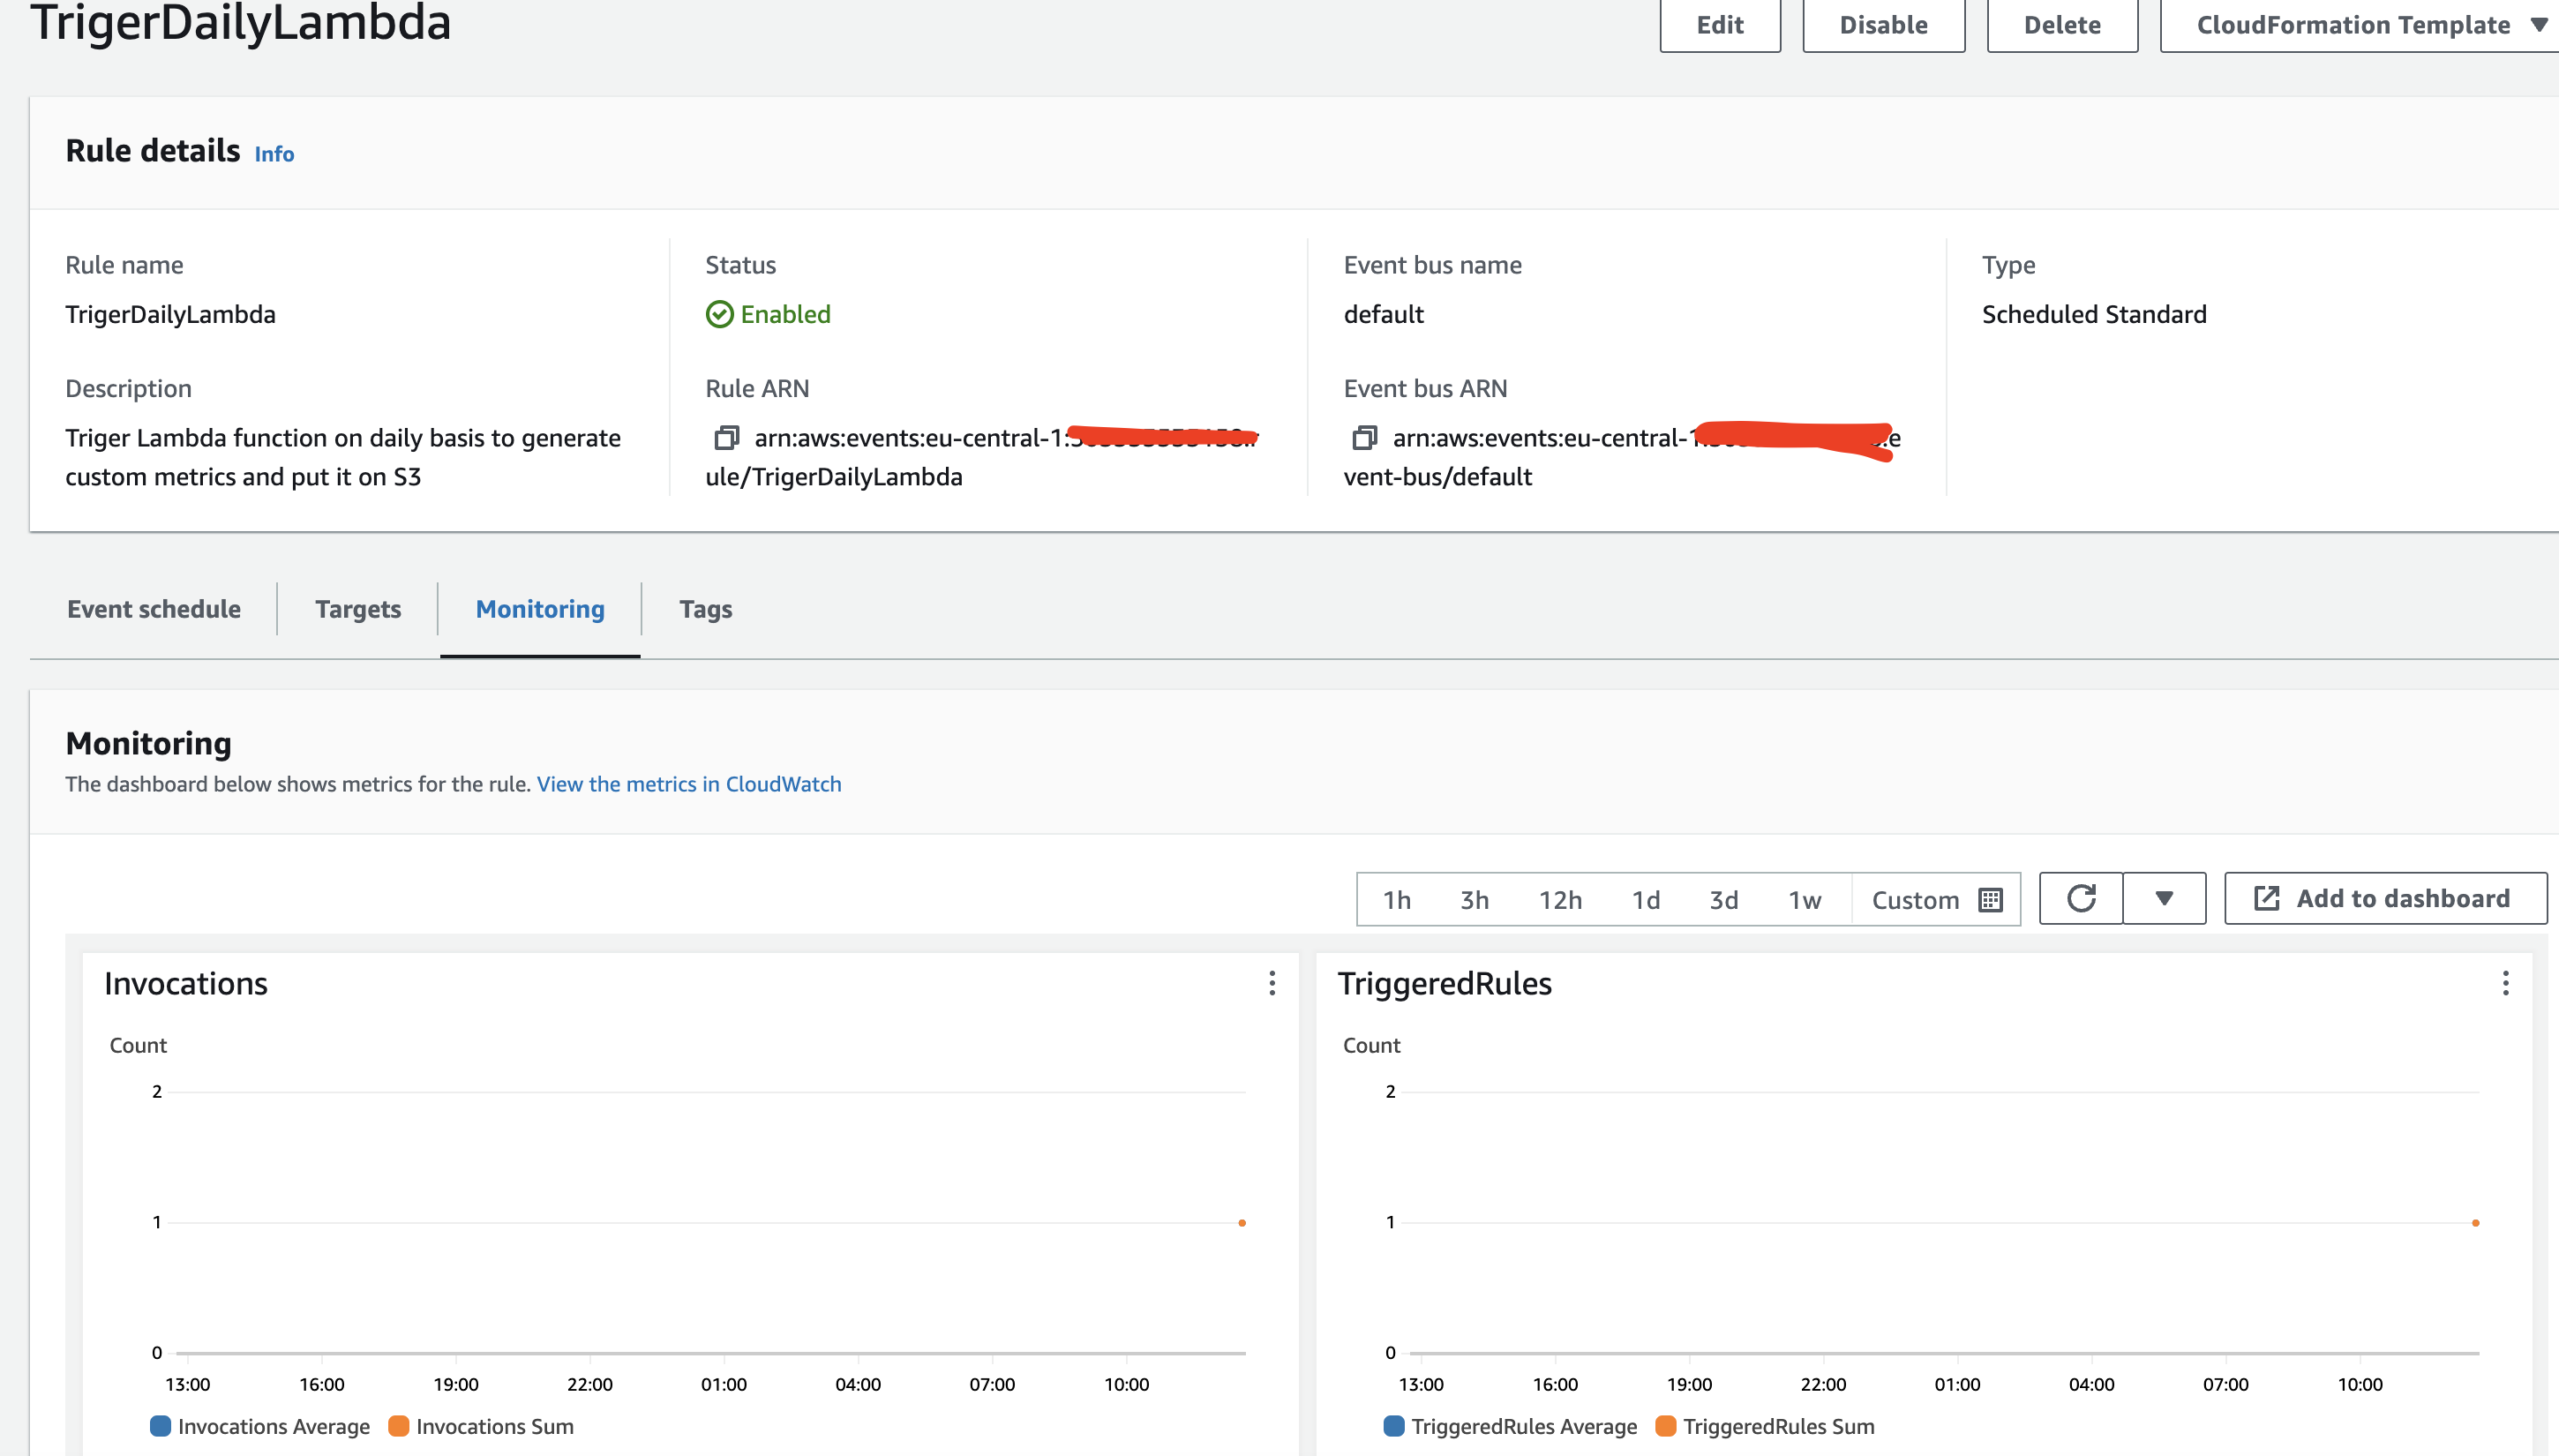 TrigerDailyLambda
Edit
Disable
Delete
CloudFormation Template
Rule details Info
Rule name
TrigerDailyLambda
Status
Enabled
Event bus name
default
Type
Scheduled Standard
Description
Triger Lambda function on daily basis to generate
custom metrics and put it on S3
Rule ARN
arn:aws:events:eu-central-1:
ule/TrigerDailyLambda
Event bus ARN
arn:aws:events:eu-central-
vent-bus/default
Event schedule
Targets
Monitoring
Tags
Monitoring
The dashboard below shows metrics for the rule. View the metrics in CloudWatch
1h
3h
12h
1d
3d
1w
Custom
Add to dashboard
Invocations
Count
2
1
0
13:00
16:00
19:00
22:00
01:00
04:00
07:00
10:00
Invocations Average
Invocations Sum
TriggeredRules
Count
2
1
0
13:00
16:00
19:00
22:00
01:00
04:00
07:00
10:00
TriggeredRules Average
TriggeredRules Sum